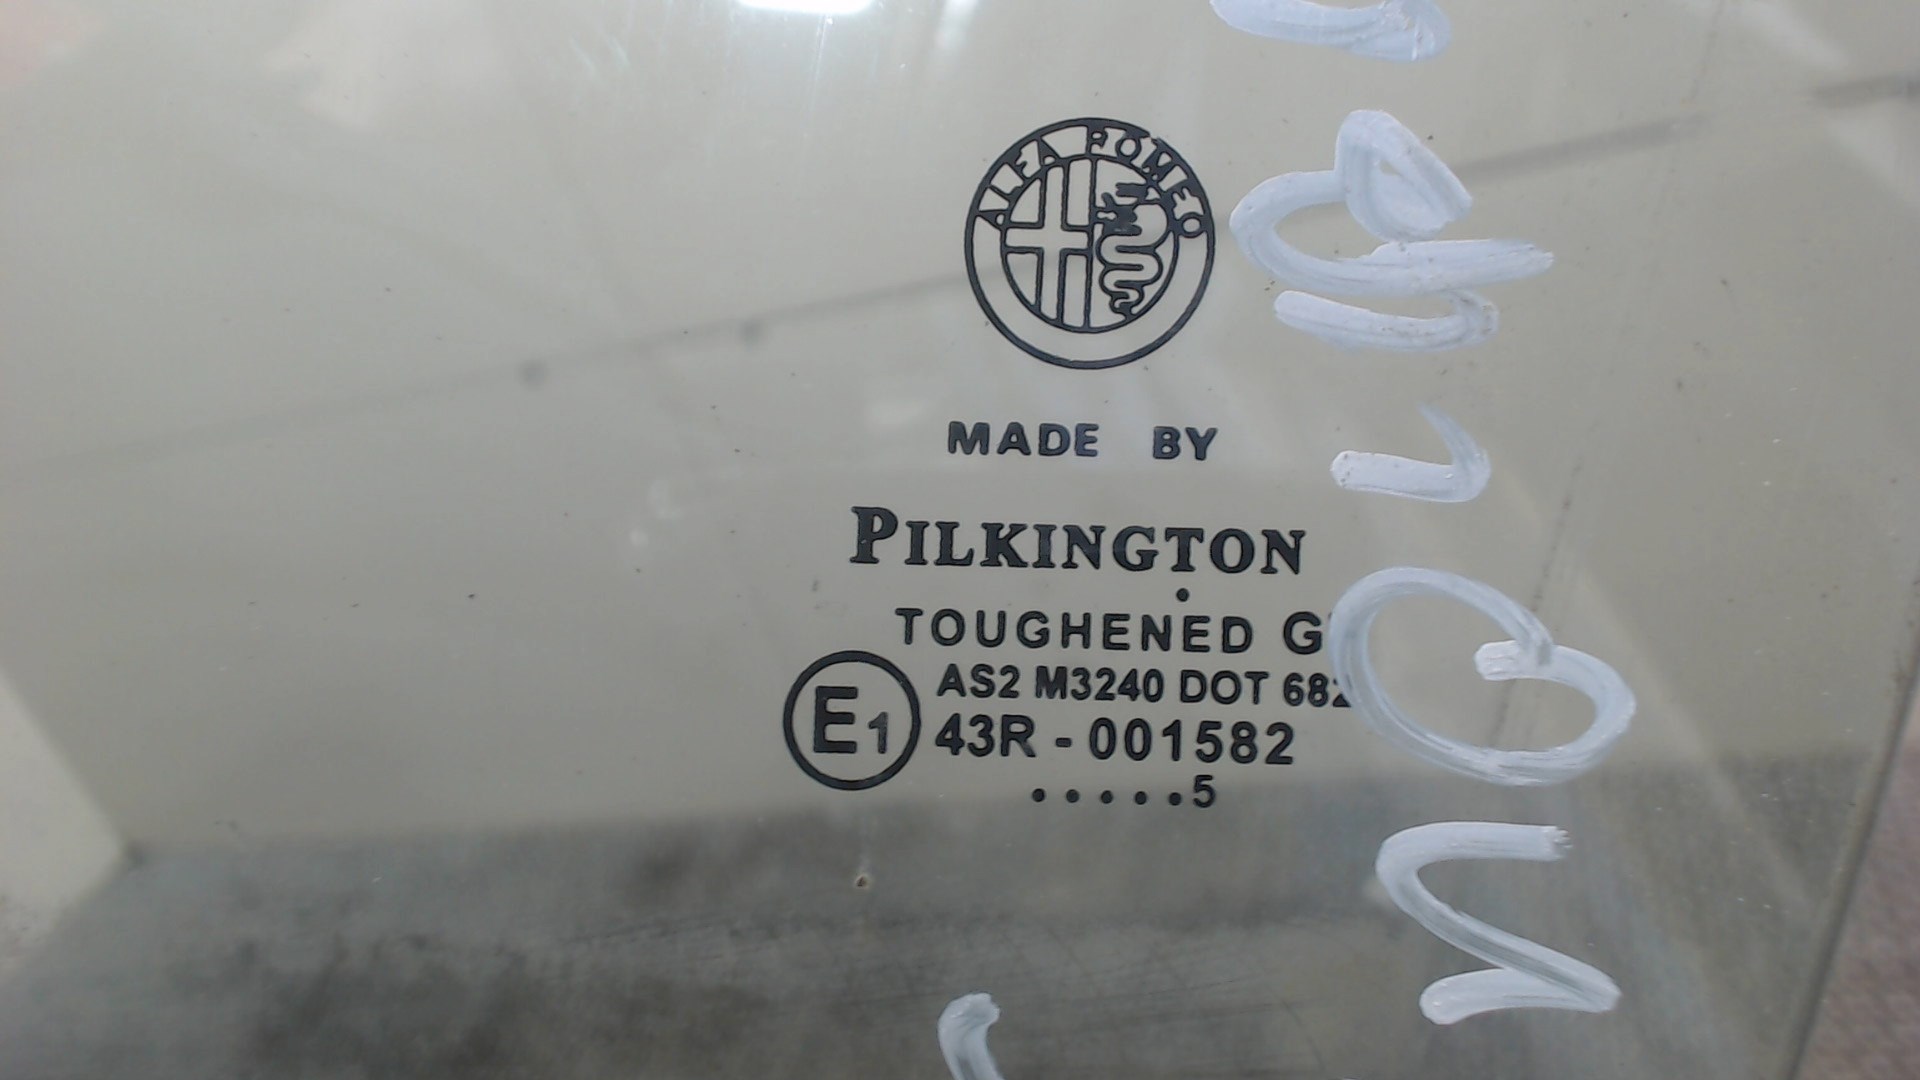 ALFA ROMEO
MADE BY
PILKINGTON
TOUGHENED
E1
AS2 M3240 DOT
43R - 001582
.....5